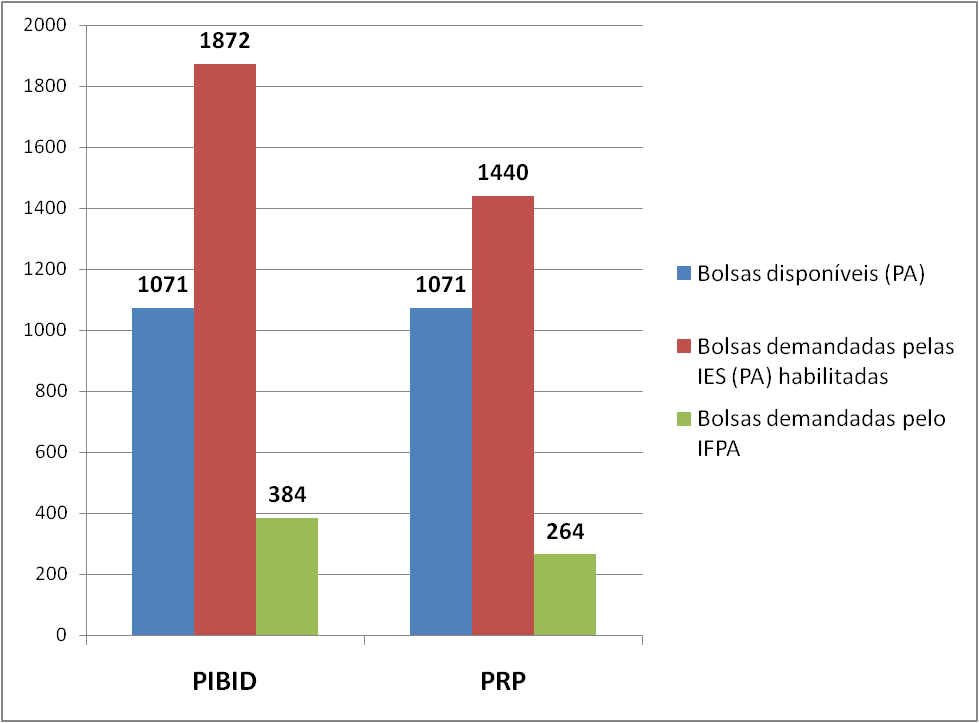 2000
1800
1600
1400
1200
1000
800
600
400
200
0
1872
1071
384
1440
1071
264
PIBID
PRP
Bolsas disponíveis (PA)
Bolsas demandadas pelas
IES (PA) habilitadas
Bolsas demandadas pelo
IFPA